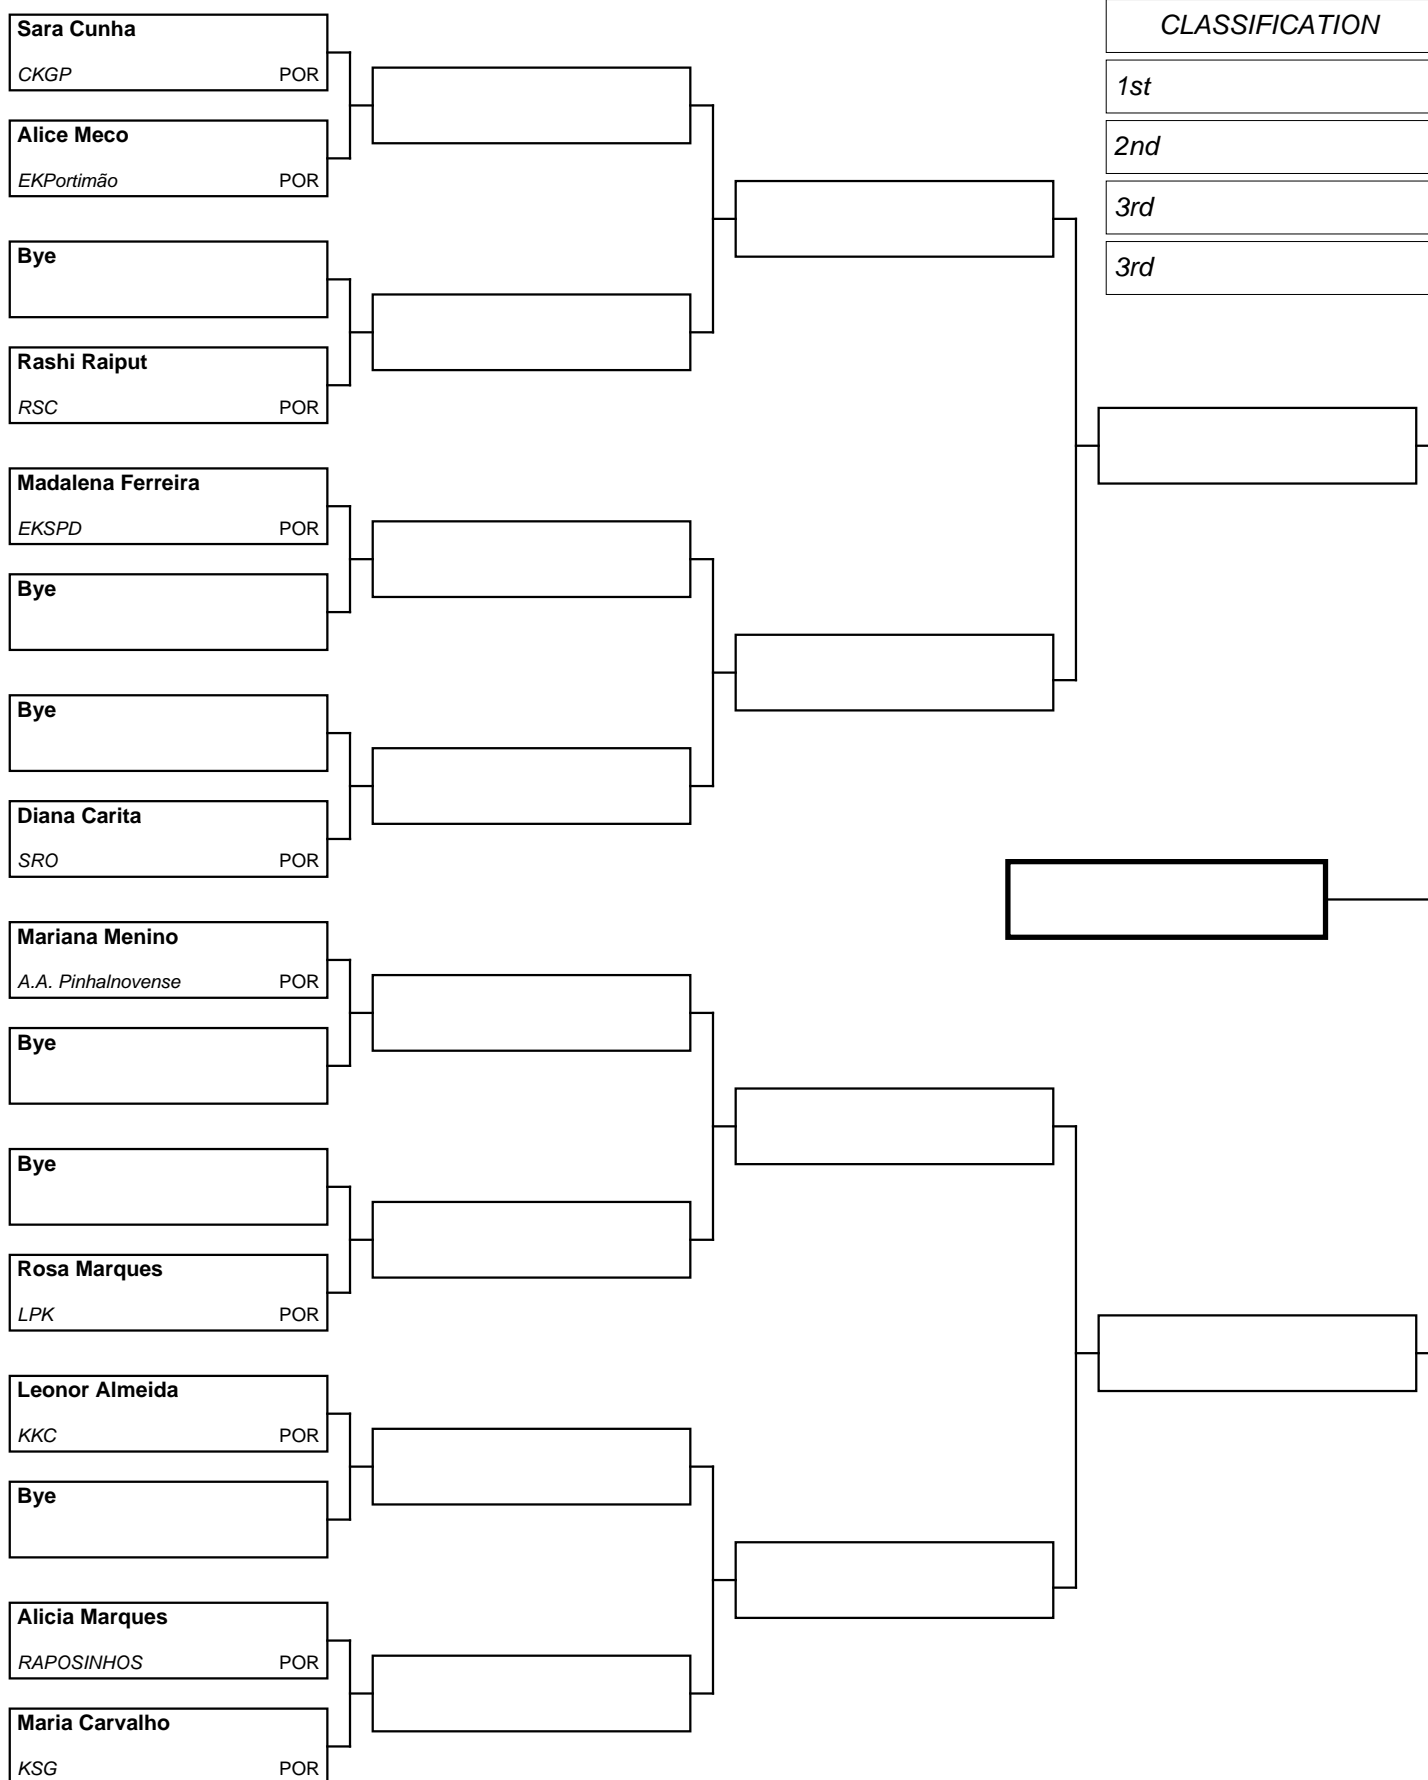 Sara Cunha
CKGP POR
Alice Meco
EKPortimão POR
Bye
Rashi Raiput
RSC POR
Madalena Ferreira
EKSPD POR
Bye
Bye
Diana Carita
SRO POR
Mariana Menino
A.A. Pinhalnovense POR
Bye
Bye
Rosa Marques
LPK POR
Leonor Almeida
KKC POR
Bye
Alicia Marques
RAPOSINHOS POR
Maria Carvalho
KSG POR
CLASSIFICATION
1st
2nd
3rd
3rd